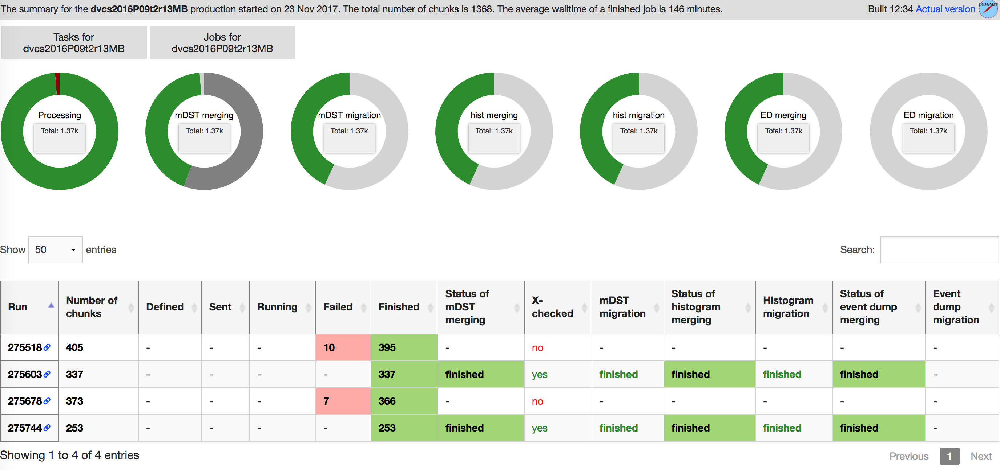 The summary for the dvcs2016P09t2r13MB production started on 23 Nov 2017. The total number of chunks is 1368. The average walltime of a finished job is 146 minutes.
Built 12:34 Actual version
COMPASS
Tasks for
dvcs2016P09t2r13MB
Jobs for
dvcs2016P09t2r13MB
Processing
Total: 1.37k
mDST merging
Total: 1.37k
mDST migration
Total: 1.37k
hist merging
Total: 1.37k
hist migration
Total: 1.37k
ED merging
Total: 1.37k
ED migration
Total: 1.37k
Show 50 entries
Search:
Run
Number of
chunks
Defined
Sent
Running
Failed
Finished
Status of
mDST
merging
X-
checked
mDST
migration
Status of
histogram
merging
Histogram
migration
Status of
event dump
merging
Event
dump
migration
275518 405 - - - 10 395 - no - - - - -
275603 337 - - - - 337 finished yes finished finished finished finished -
275678 373 - - - 7 366 - no - - - - -
275744 253 - - - - 253 finished yes finished finished finished finished -
Showing 1 to 4 of 4 entries
Previous 1 Next